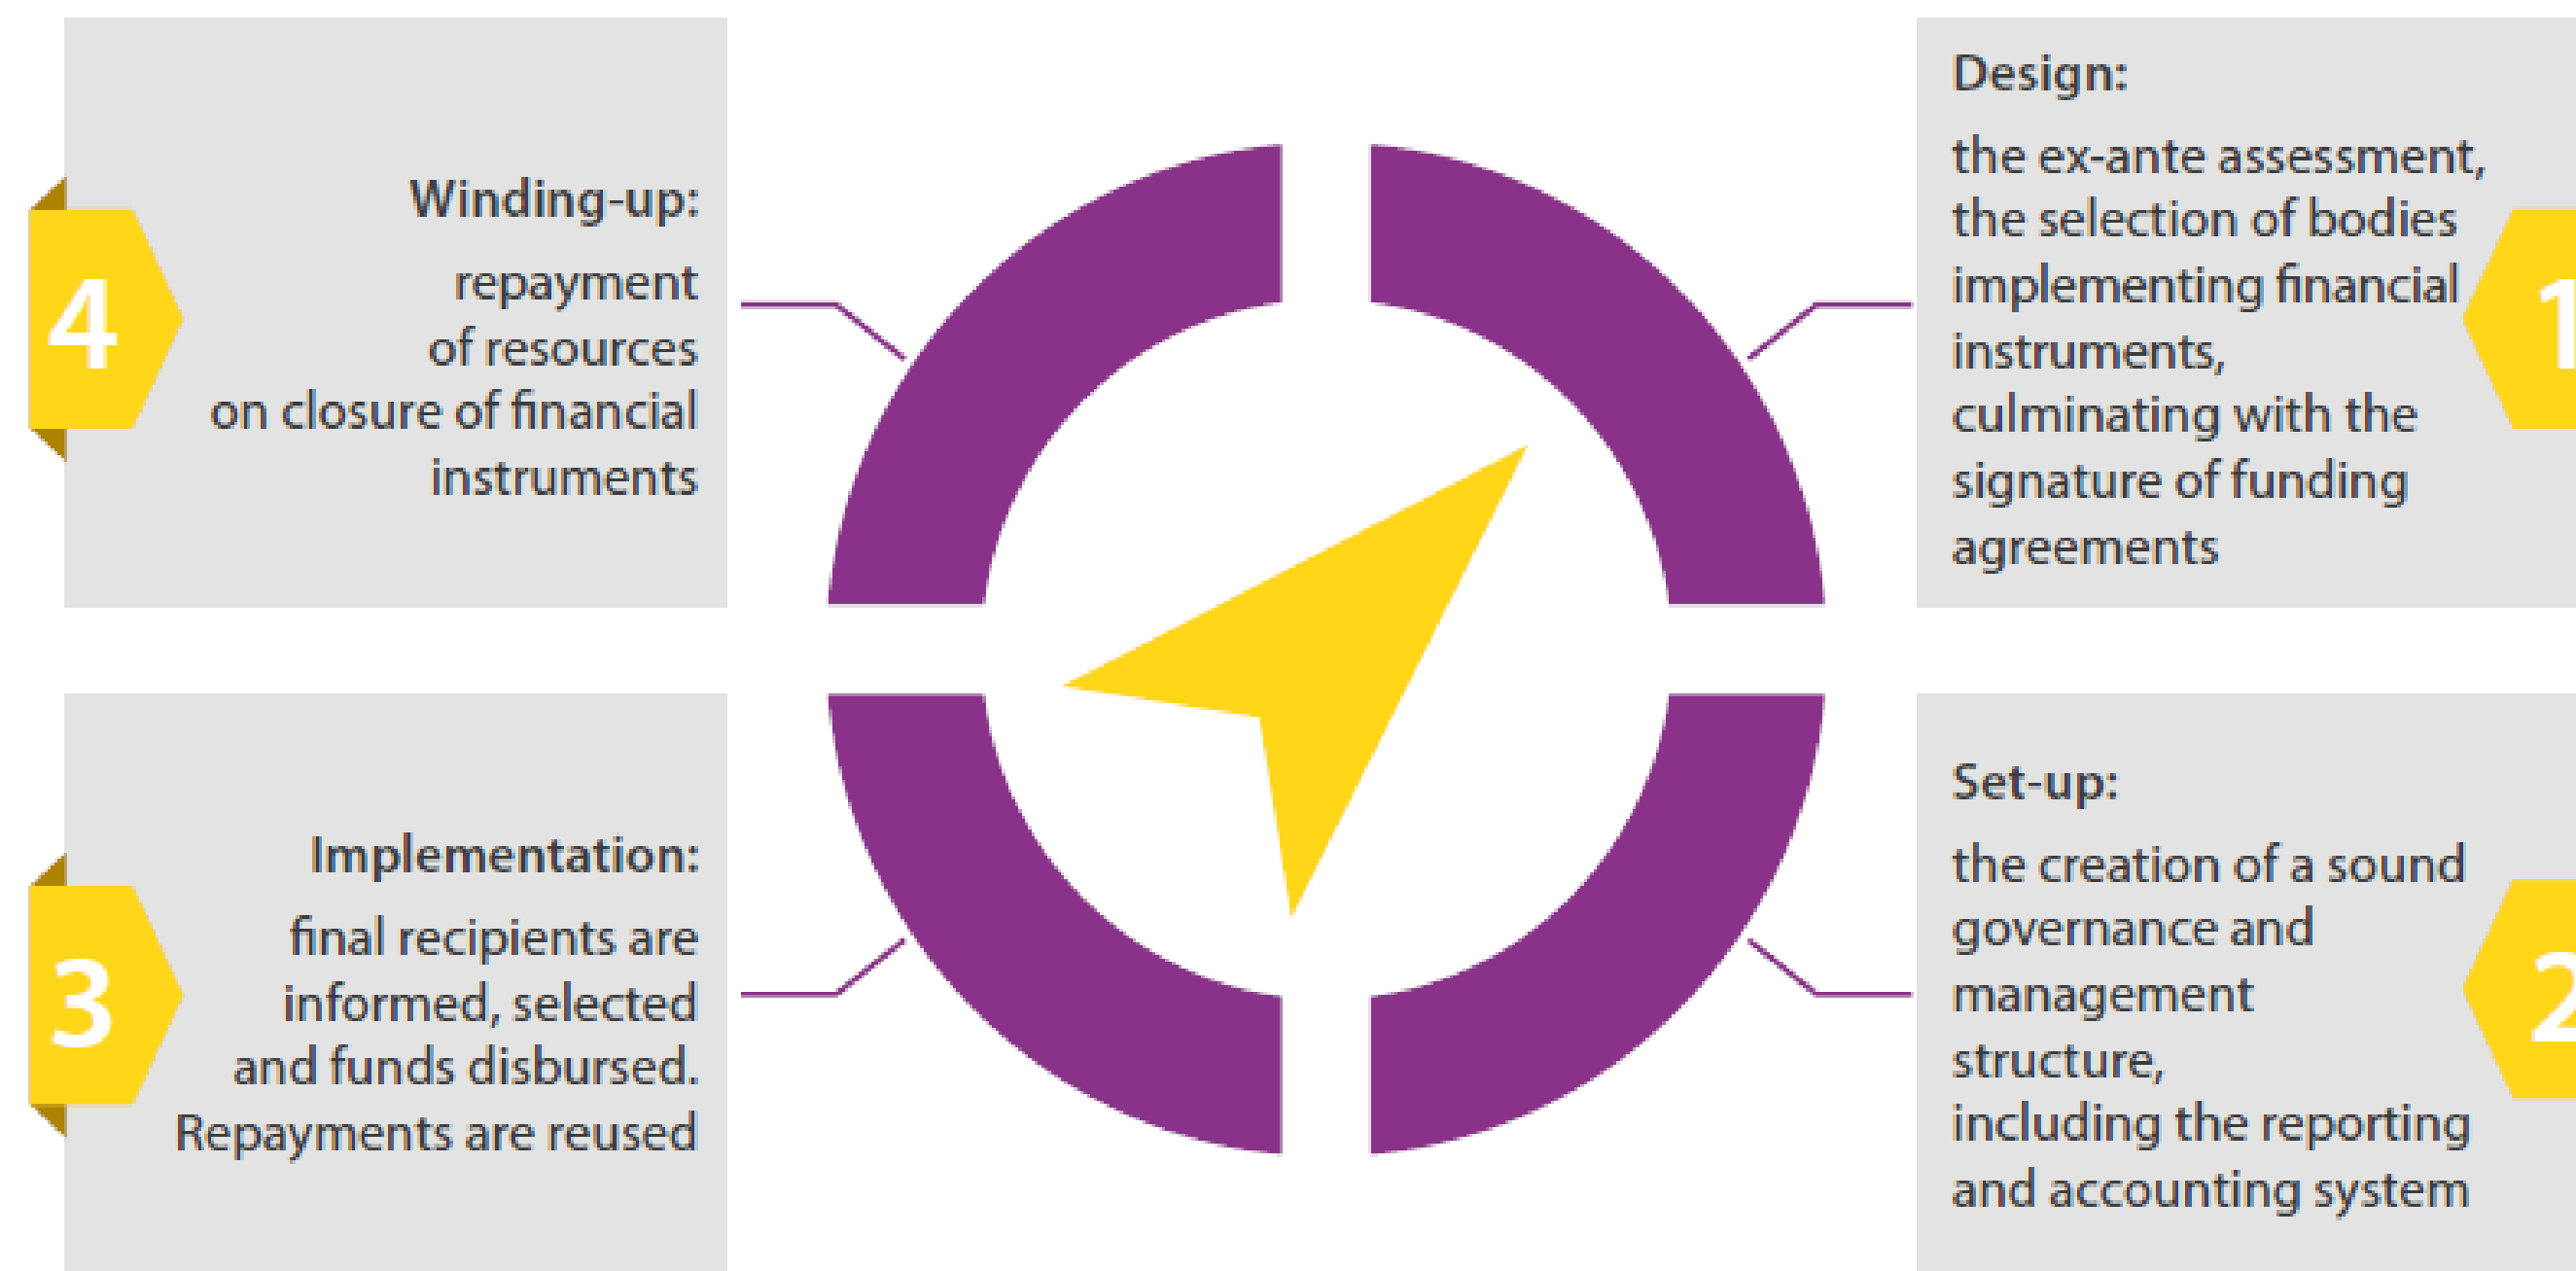 Design:
the ex-ante assessment,
the selection of bodies
implementing financial
instruments,
culminating with the
signature of funding
agreements
1
Set-up:
the creation of a sound
governance and
management
structure,
including the reporting
and accounting system
2
Implementation:
final recipients are
informed, selected
and funds disbursed.
Repayments are reused
3
Winding-up:
repayment
of resources
on closure of financial
instruments
4